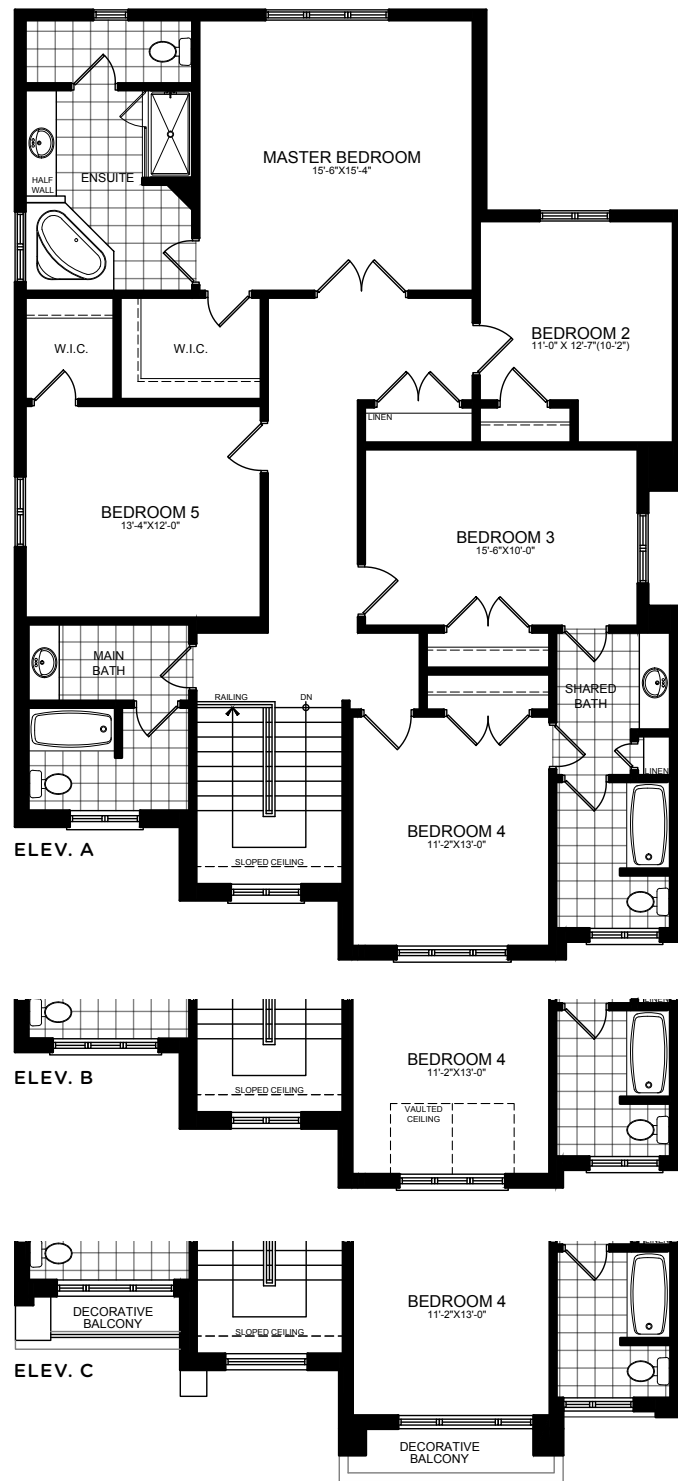 MASTER BEDROOM
15'-6"X15'-4"
HALF
WALL
ENSUITE
BEDROOM 2
11'-0" X 12'-7"(10-'2")
W.I.C.
W.I.C.
LINEN
BEDROOM 5
13'-4"X12'-0"
BEDROOM 3
15'-6"X10'-0"
MAIN
BATH
RAILING
DN
SHARED
BATH
LINEN
BEDROOM 4
11'-2"X13'-0"
SLOPED CEILING
ELEV. A
BEDROOM 4
11'-2"X13'-0"
SLOPED CEILING
VAULTED
CEILING
ELEV. B
BEDROOM 4
11'-2"X13'-0"
DECORATIVE
BALCONY
SLOPED CEILING
ELEV. C
DECORATIVE
BALCONY